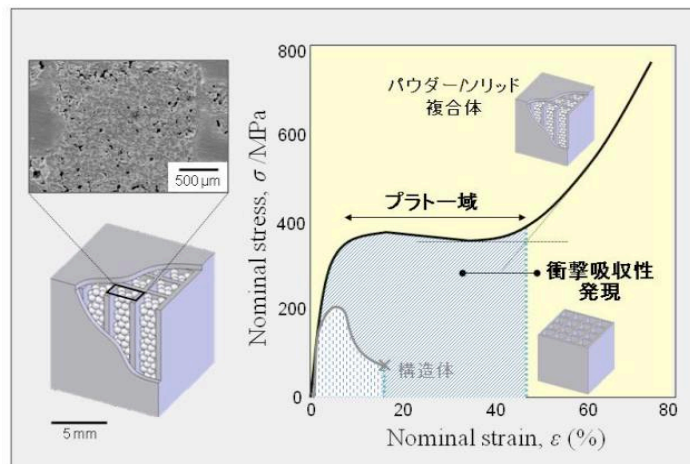 500 μm
5 mm
800
600
400
200
0
Nominal stress, σ /MPa
パウダー/ソリッド
複合体
プラトー域
衝撃吸収性
発現
構造体
0
20
40
60
80
Nominal strain, ε (%)